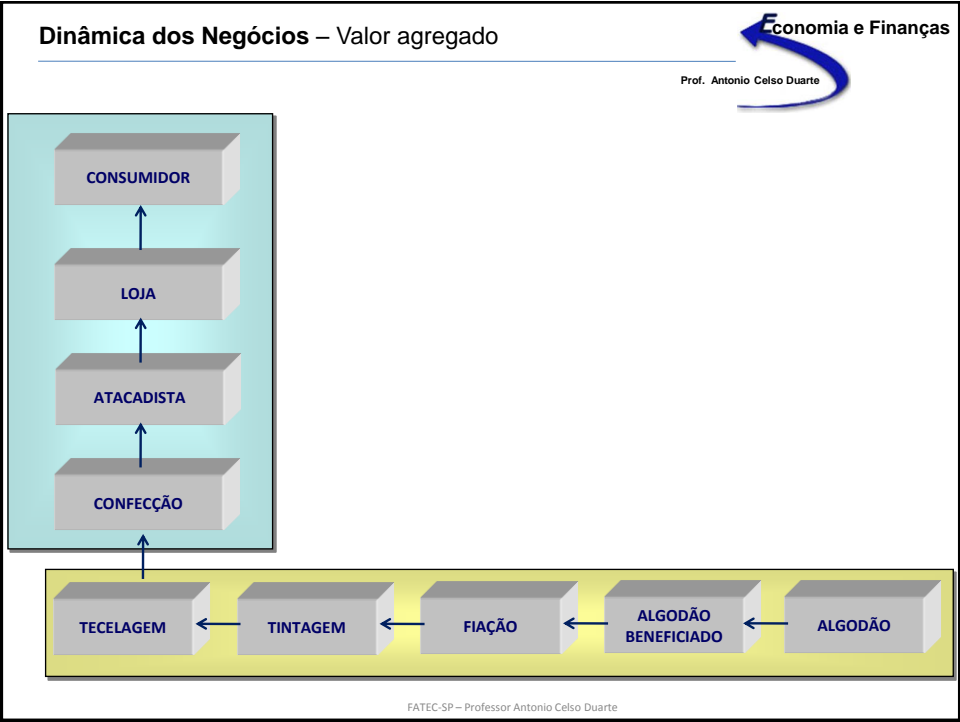 Dinâmica dos Negócios – Valor agregado
Economia e Finanças
Prof. Antonio Celso Duarte
CONSUMIDOR
LOJA
ATACADISTA
CONFECÇÃO
TECELAGEM
TINTAGEM
FIAÇÃO
ALGODÃO
BENEFICIADO
ALGODÃO
FATEC-SP – Professor Antonio Celso Duarte